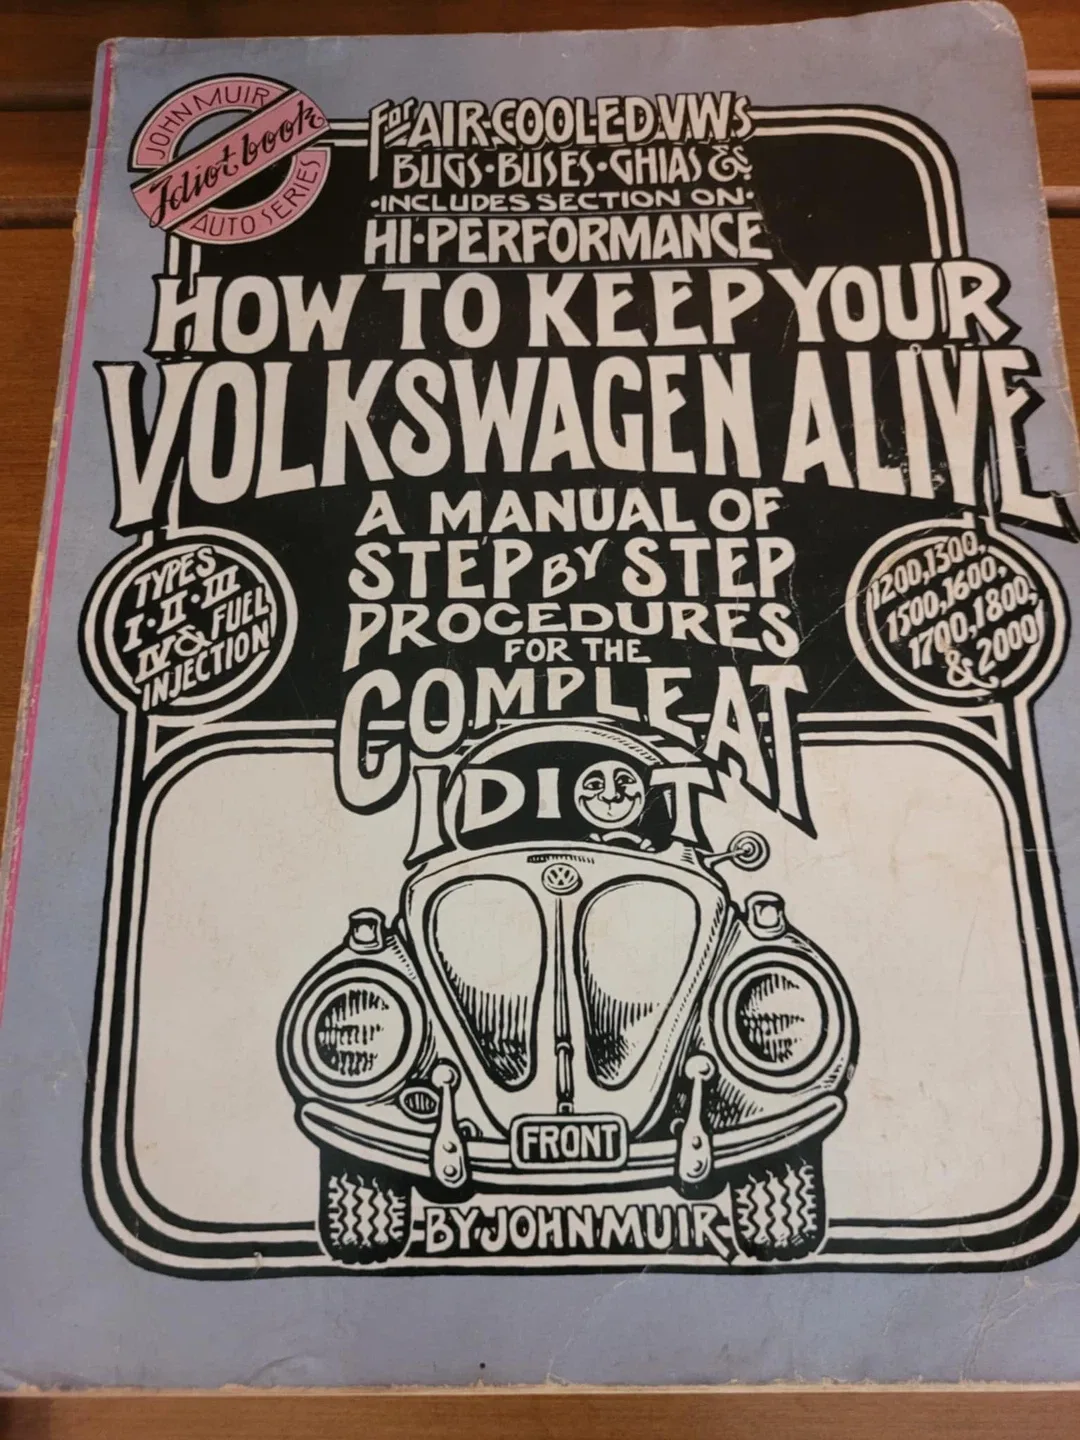 JOHN MUIR
Idiot book
AUTO SERIES
For AIR-COOLED VWs
BUGS•BUSES•GHIAS &c
•INCLUDES SECTION ON•
HI-PERFORMANCE
HOW TO KEEP YOUR
VOLKSWAGEN ALIVE
A MANUAL OF
STEP BY STEP
PROCEDURES
FOR THE
COMPLEAT
IDIOT
TYPES
I•II•III
IV & FUEL
INJECTION
1200, 1300,
1500, 1600,
1700, 1800,
& 2000
VW
FRONT
-BY JOHN MUIR-